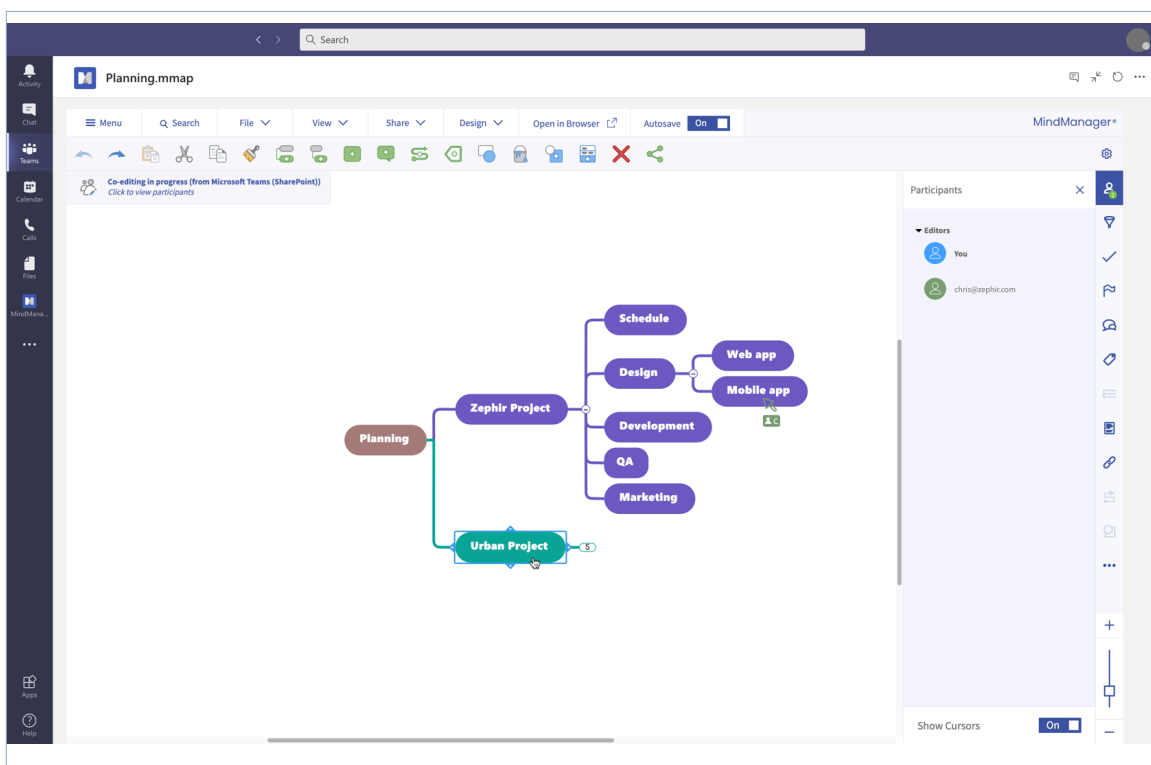 Search
Activity
Chat
Teams
Calendar
Calls
Files
MindMana..
Apps
Help
Planning.mmap
Menu
Search
File
View
Share
Design
Open in Browser
Autosave
On
MindManager®
Co-editing in progress (from Microsoft Teams (SharePoint))
Click to view participants
Planning
Zephir Project
Schedule
Design
Web app
Mobile app
C
Development
QA
Marketing
Urban Project
5
Participants
Editors
You
chris@zephir.com
2
Show Cursors
On